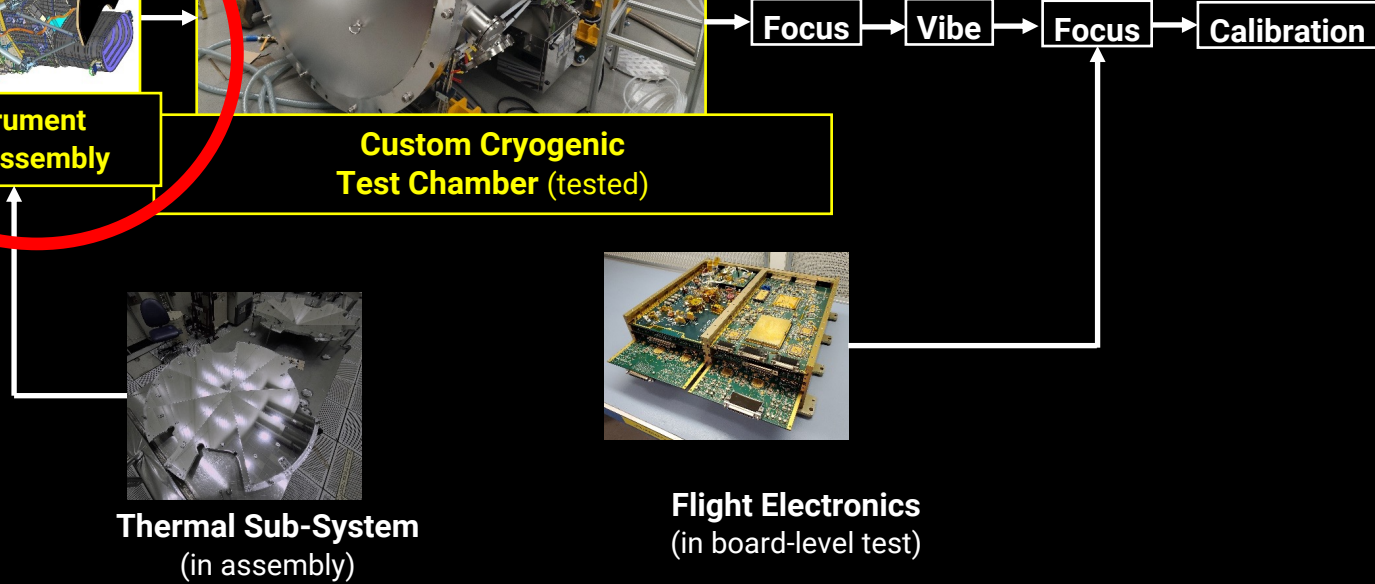 Focus
Vibe
Focus
Calibration
rument
ssembly
Custom Cryogenic
Test Chamber (tested)
Thermal Sub-System
(in assembly)
Flight Electronics
(in board-level test)